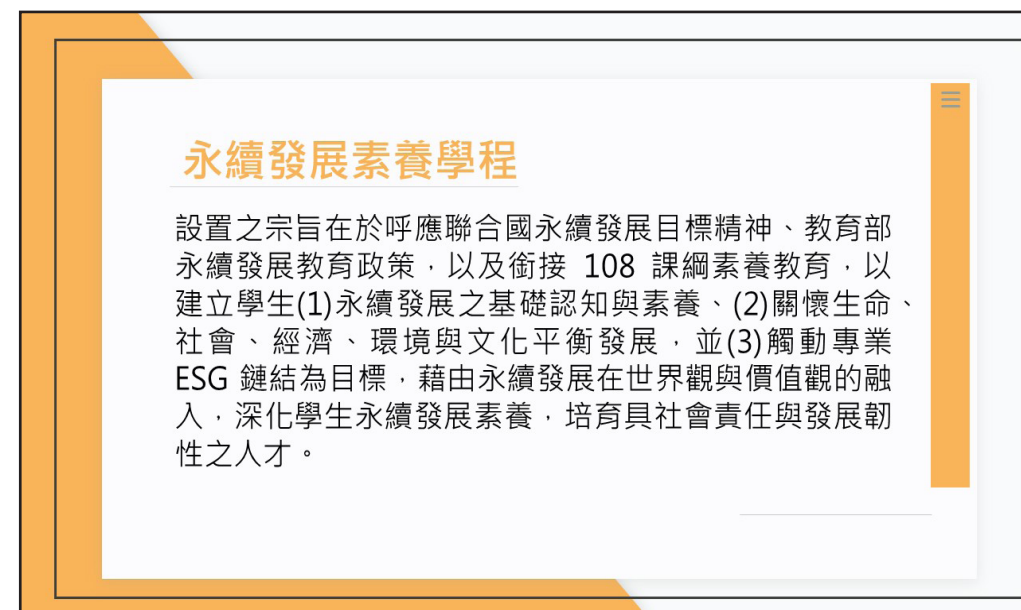 永續發展素養學程
設置之宗旨在於呼應聯合國永續發展目標精神、教育部
永續發展教育政策，以及銜接 108 課綱素養教育，以
建立學生(1)永續發展之基礎認知與素養、(2)關懷生命、
社會、經濟、環境與文化平衡發展，並(3)觸動專業
ESG 鏈結為目標，藉由永續發展在世界觀與價值觀的融
入，深化學生永續發展素養，培育具社會責任與發展韌
性之人才。